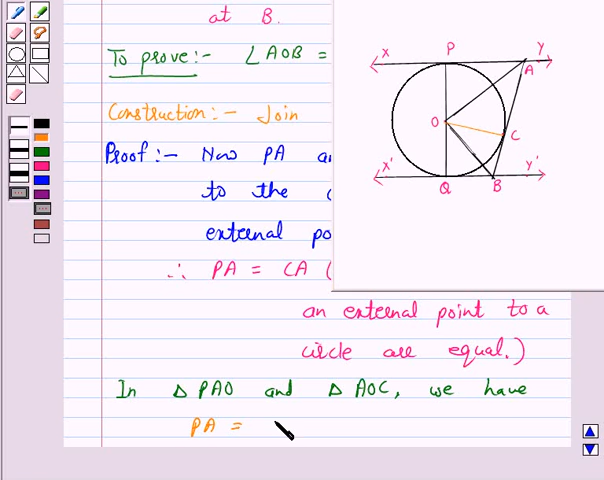 at B.
To prove:- ∠AOB =
Construction:- Join
Proof:- Now PA
to the
external
∴ PA = CA (
an external point to a
circle are equal.)
In Δ PAO and Δ AOC, we have
PA =
X P Y
A
O
C
X' Q B Y'